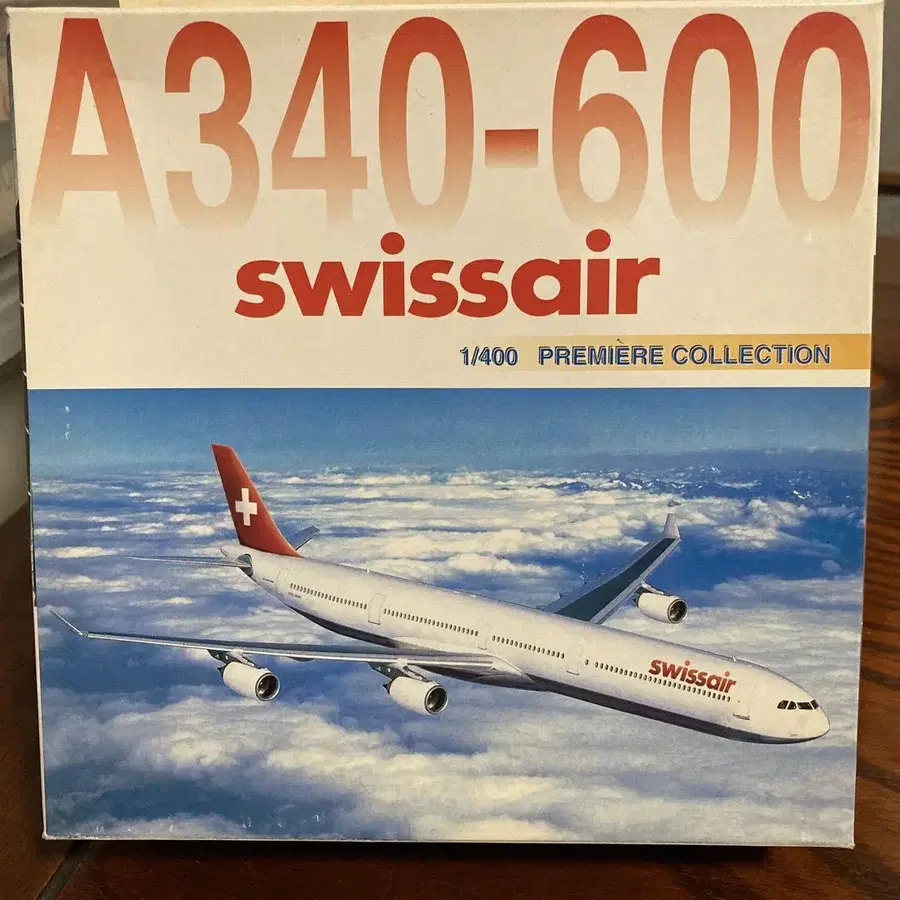 A340-600
swissair
1/400 PREMIÈRE COLLECTION
swissair